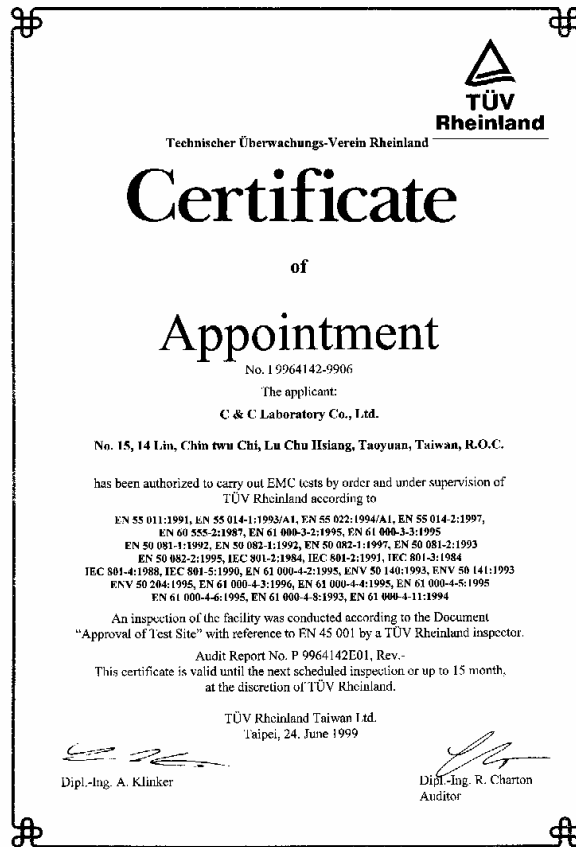 TÜV
Rheinland
Technischer Überwachungs-Verein Rheinland
Certificate
of
Appointment
No. I 9964142-9906
The applicant:
C & C Laboratory Co., Ltd.
No. 15, 14 Lin, Chin twu Chi, Lu Chu Hsiang, Taoyuan, Taiwan, R.O.C.
has been authorized to carry out EMC tests by order and under supervision of
TÜV Rheinland according to
EN 55 011:1991, EN 55 014-1:1993/A1, EN 55 022:1994/A1, EN 55 014-2:1997,
EN 60 555-2:1987, EN 61 000-3-2:1995, EN 61 000-3-3:1995
EN 50 081-1:1992, EN 50 082-1:1992, EN 50 082-1:1997, EN 50 081-2:1993
EN 50 082-2:1995, IEC 801-2:1984, IEC 801-2:1991, IEC 801-3:1984
IEC 801-4:1988, IEC 801-5:1990, EN 61 000-4-2:1995, ENV 50 140:1993, ENV 50 141:1993
ENV 50 204:1995, EN 61 000-4-3:1996, EN 61 000-4-4:1995, EN 61 000-4-5:1995
EN 61 000-4-6:1995, EN 61 000-4-8:1993, EN 61 000-4-11:1994
An inspection of the facility was conducted according to the Document
"Approval of Test Site" with reference to EN 45 001 by a TÜV Rheinland inspector.
Audit Report No. P 9964142E01, Rev.-
This certificate is valid until the next scheduled inspection or up to 15 month,
at the discretion of TÜV Rheinland.
TÜV Rheinland Taiwan Ltd.
Taipei, 24. June 1999
Dipl.-Ing. A. Klinker
Dipl.-Ing. R. Charton
Auditor